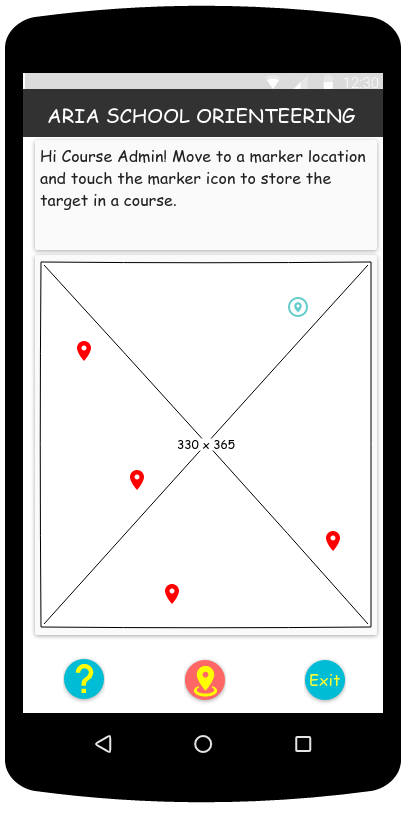 12:30
ARIA SCHOOL ORIENTEERING
Hi Course Admin! Move to a marker location
and touch the marker icon to store the
target in a course.
330 x 365
?
Exit